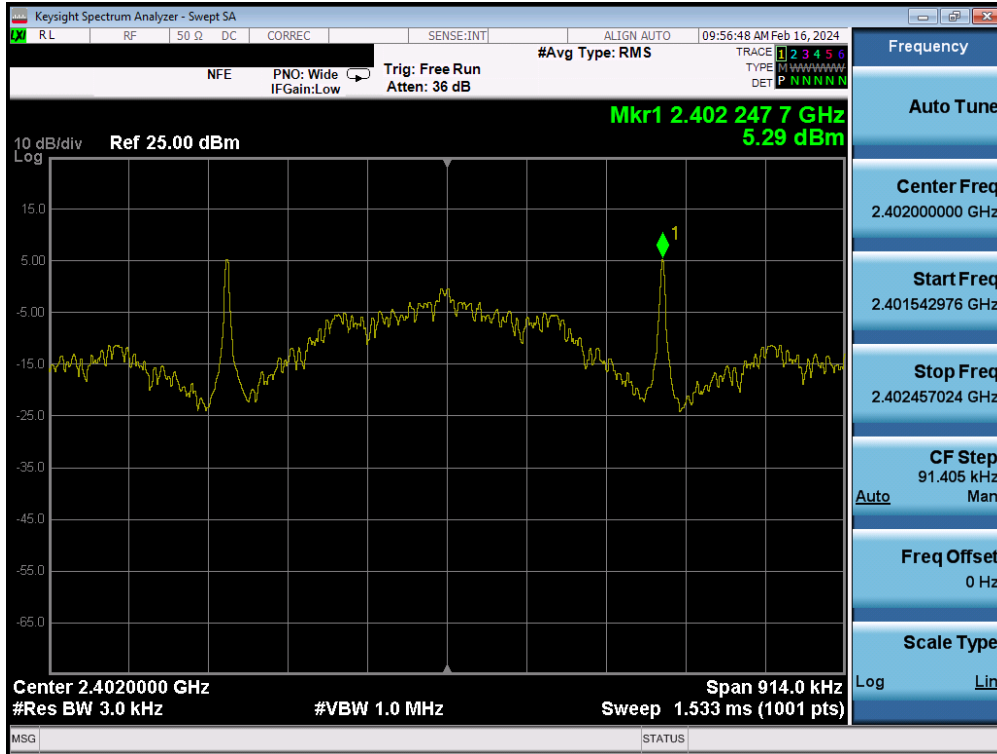 Keysight Spectrum Analyzer - Swept SA
LXI RL RF 50 Ω DC CORREC SENSE:INT ALIGN AUTO 09:56:48 AM Feb 16, 2024
NFE PNO: Wide IFGain:Low Trig: Free Run Atten: 36 dB #Avg Type: RMS
TRACE 1 2 3 4 5 6
TYPE M WWWWW
DET P N N N N N
Mkr1 2.402 247 7 GHz
5.29 dBm
10 dB/div Ref 25.00 dBm
Log
1
15.0
5.00
-5.00
-15.0
-25.0
-35.0
-45.0
-55.0
-65.0
Center 2.4020000 GHz Span 914.0 kHz
#Res BW 3.0 kHz #VBW 1.0 MHz Sweep 1.533 ms (1001 pts)
MSG STATUS
Frequency
Auto Tune
Center Freq
2.402000000 GHz
Start Freq
2.401542976 GHz
Stop Freq
2.402457024 GHz
CF Step
91.405 kHz
Auto Man
Freq Offset
0 Hz
Scale Type
Log Lin